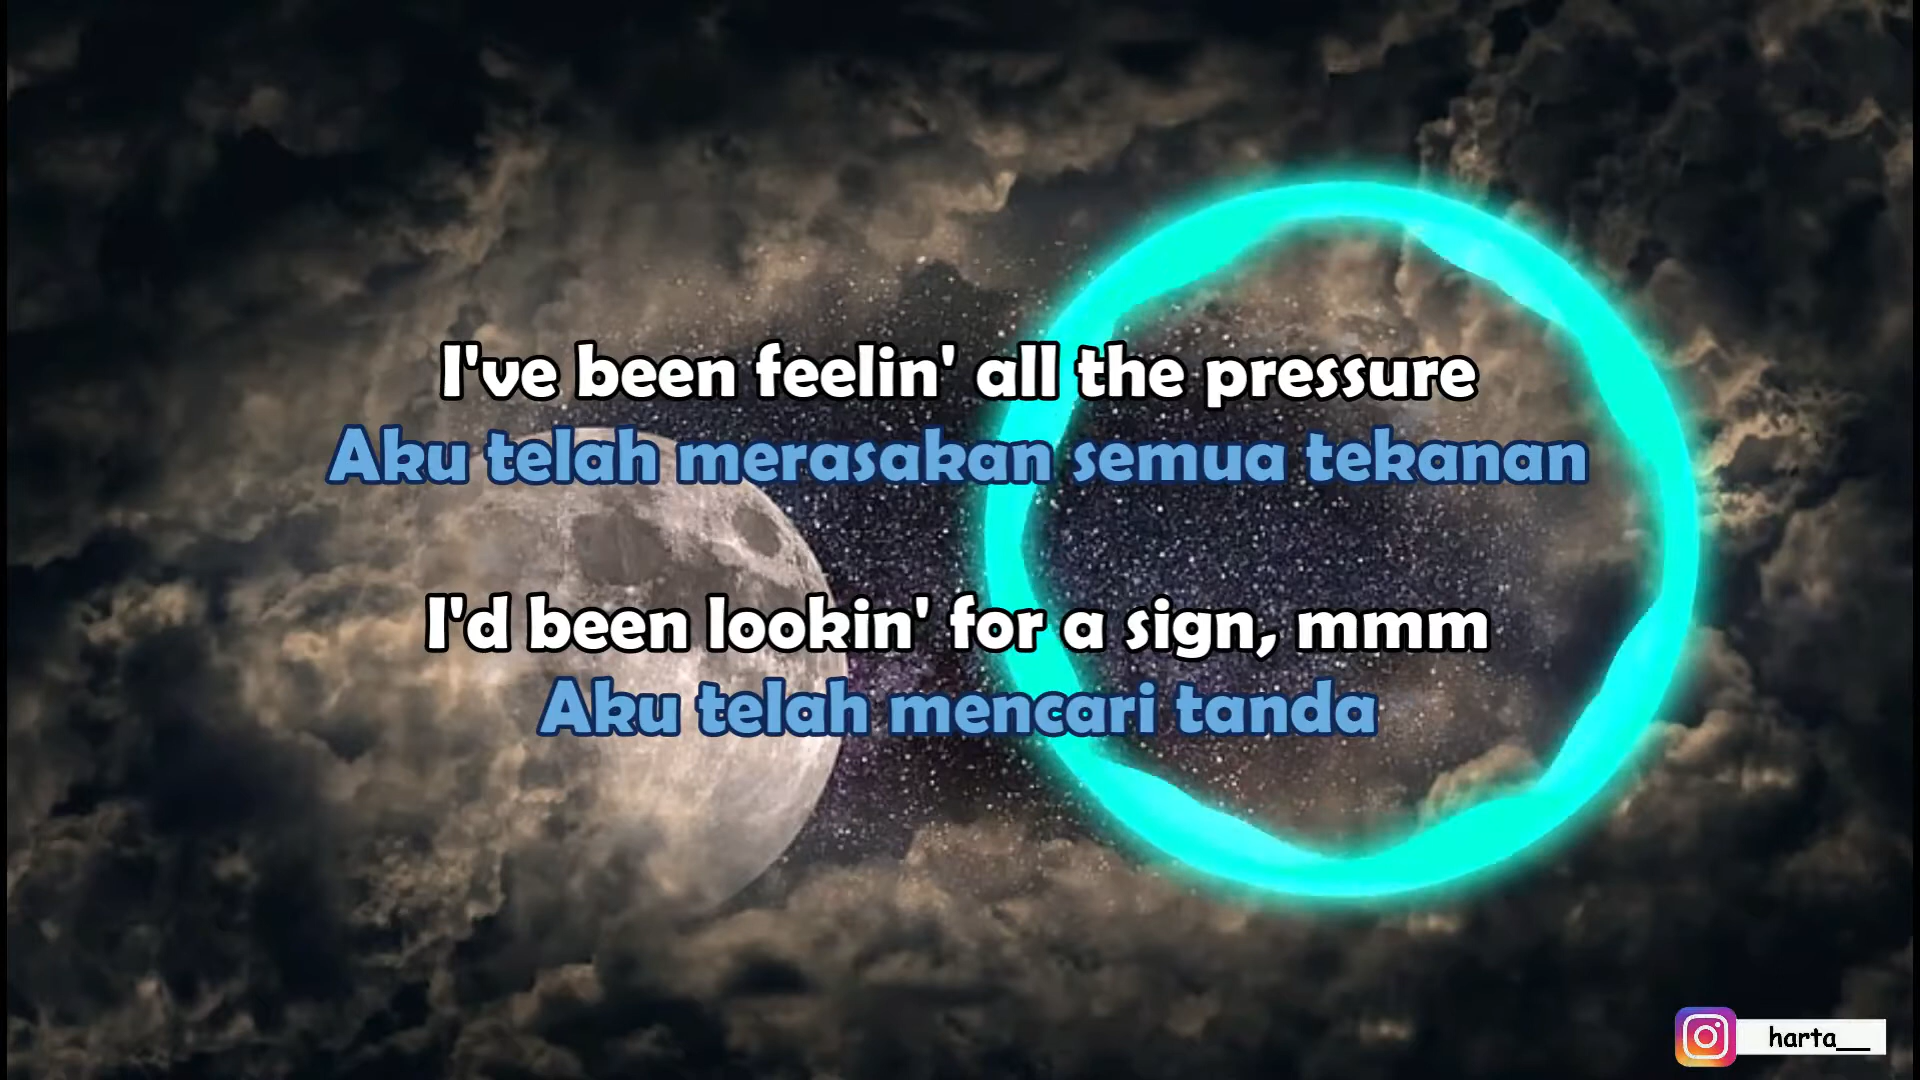 I've been feelin' all the pressure
Aku telah merasakan semua tekanan
I'd been lookin' for a sign, mmm
Aku telah mencari tanda
harta__